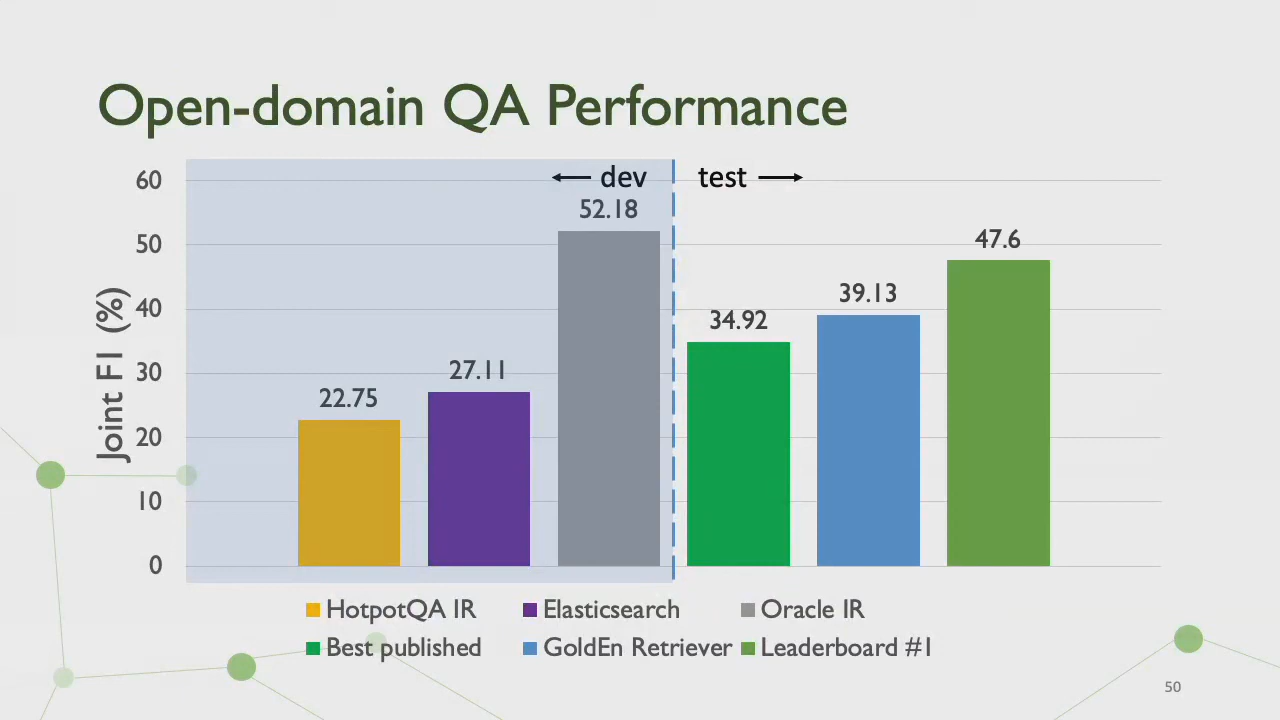 Open-domain QA Performance
← dev
test →
60
50
40
30
20
10
0
Joint F1 (%)
22.75
27.11
52.18
34.92
39.13
47.6
HotpotQA IR
Elasticsearch
Oracle IR
Best published
GoldEn Retriever
Leaderboard #1
50